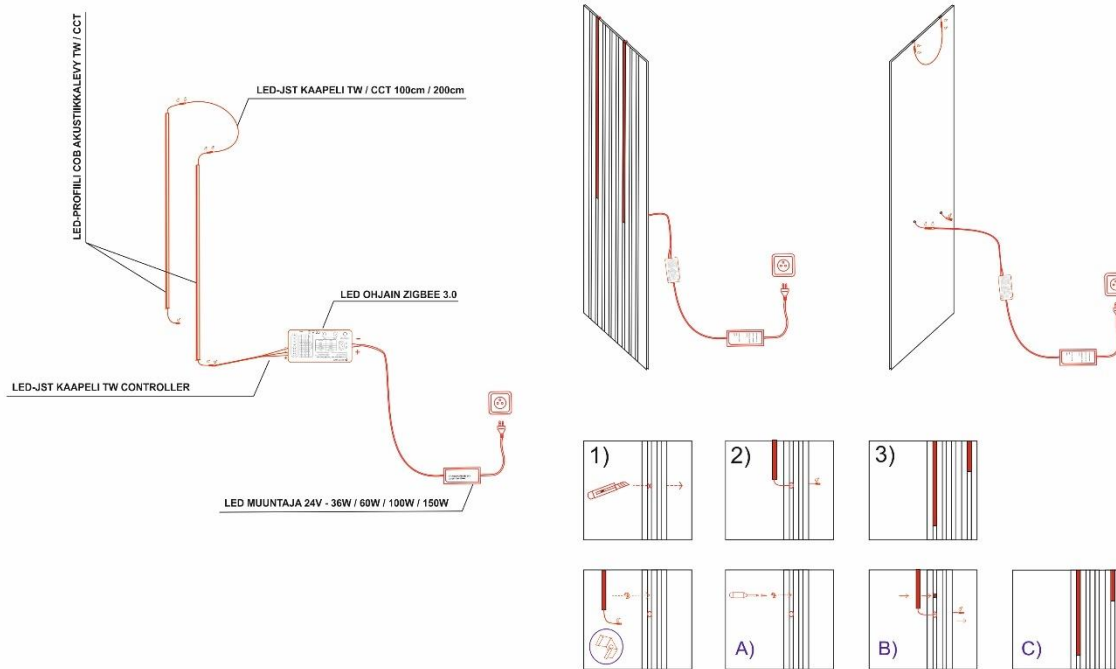 LED-PROFIILI COB AKUSTIIKKALEVY TW / CCT
LED-JST KAAPELI TW / CCT 100cm / 200cm
LED OHJAIN ZIGBEE 3.0
−
+
LED-JST KAAPELI TW CONTROLLER
LED MUUNTAJA 24V - 36W / 60W / 100W / 150W
1)
2)
3)
A)
B)
C)